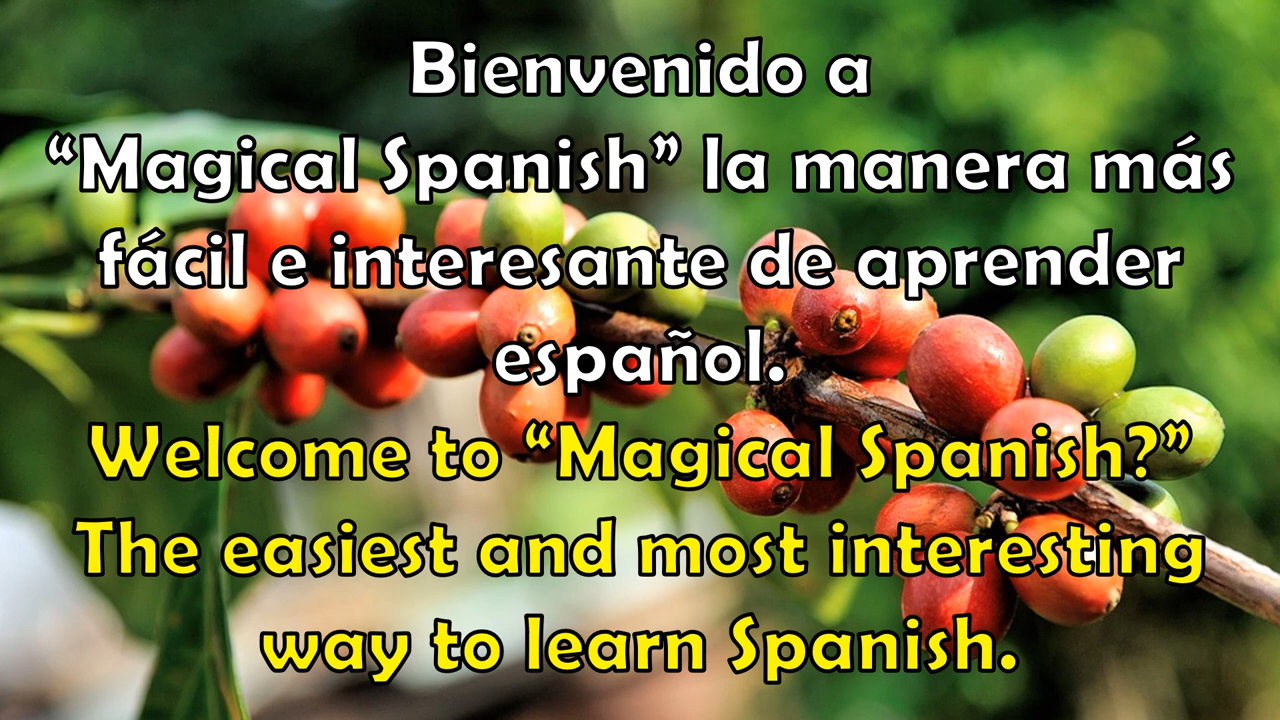 Bienvenido a
“Magical Spanish” la manera más
fácil e interesante de aprender
español.
Welcome to “Magical Spanish?”
The easiest and most interesting
way to learn Spanish.